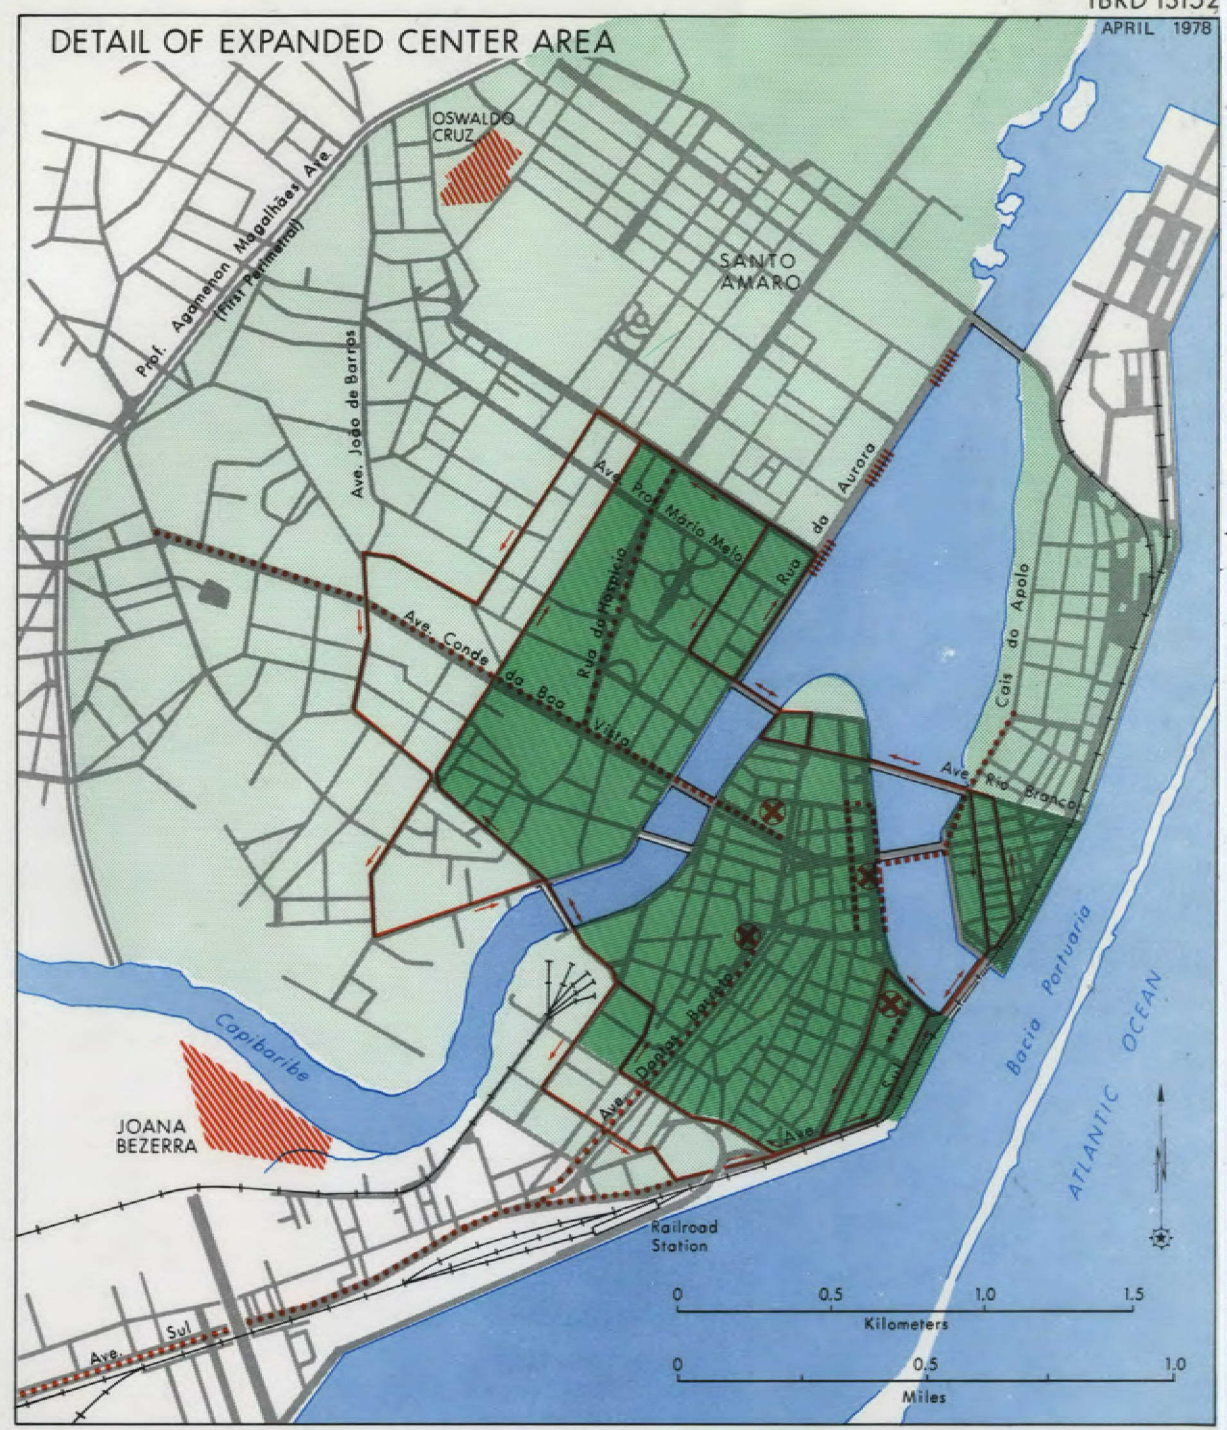 IBRD 13152
APRIL 1978
DETAIL OF EXPANDED CENTER AREA
OSWALDO
CRUZ
Prof. Agamenon Magalhães Ave.
(First Perimetral)
SANTO
AMARO
Ave. João de Barros
Rua da Aurora
Ave. Prof. Mário Melo
Rua do Hospicio
Ave. Conde da Boa Vista
Cais do Apolo
Ave. Rio Branco
Capibaribe
Bacia Portuaria
ATLANTIC OCEAN
JOANA
BEZERRA
Ave. Dantas Barreto
Ave. Sul
Railroad
Station
Ave. Sul
0 0.5 1.0 1.5
Kilometers
0 0.5 1.0
Miles